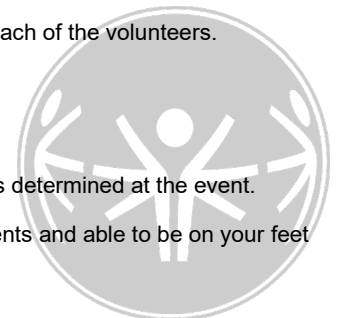 ach of the volunteers.
s determined at the event.
ents and able to be on your feet